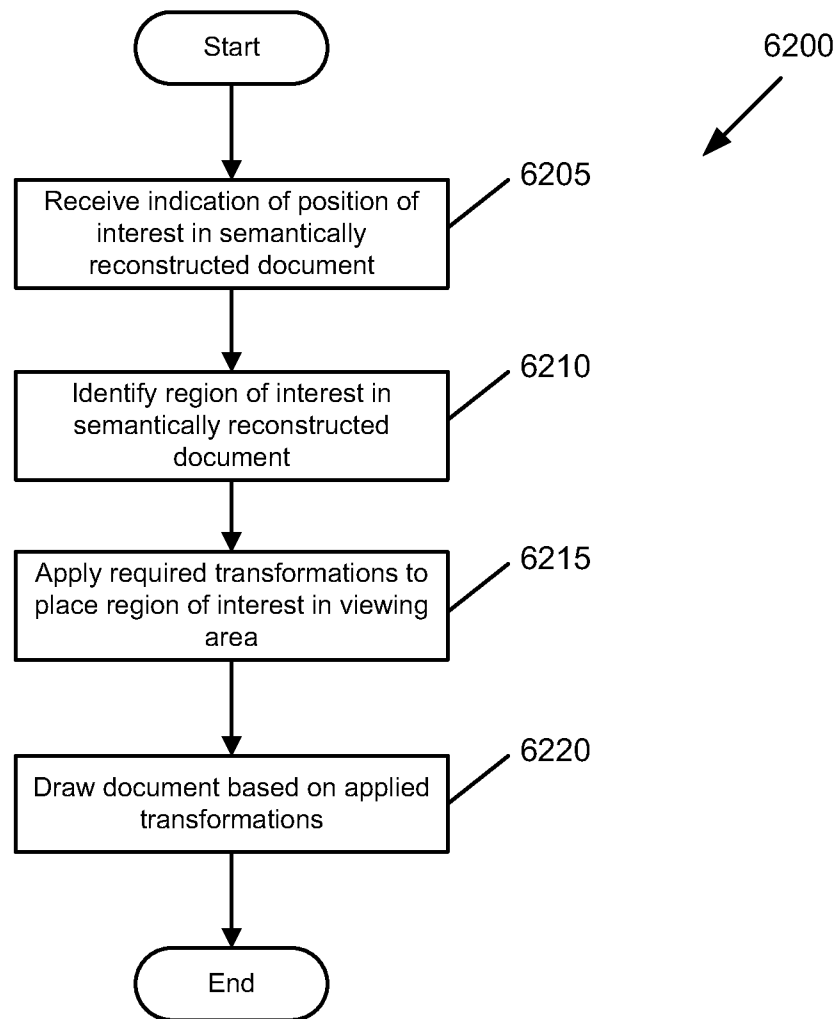 Start
6200
6205
Receive indication of position of
interest in semantically
reconstructed document
6210
Identify region of interest in
semantically reconstructed
document
6215
Apply required transformations to
place region of interest in viewing
area
6220
Draw document based on applied
transformations
End